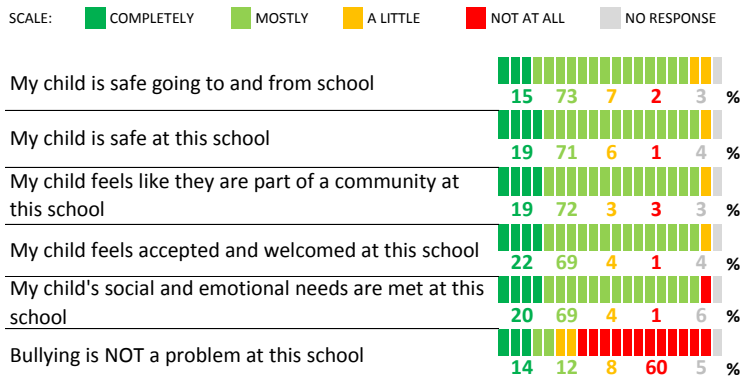 SCALE: COMPLETELY MOSTLY A LITTLE NOT AT ALL NO RESPONSE
My child is safe going to and from school
15 73 7 2 3 %
My child is safe at this school
19 71 6 1 4 %
My child feels like they are part of a community at
this school
19 72 3 3 3 %
My child feels accepted and welcomed at this school
22 69 4 1 4 %
My child's social and emotional needs are met at this
school
20 69 4 1 6 %
Bullying is NOT a problem at this school
14 12 8 60 5 %